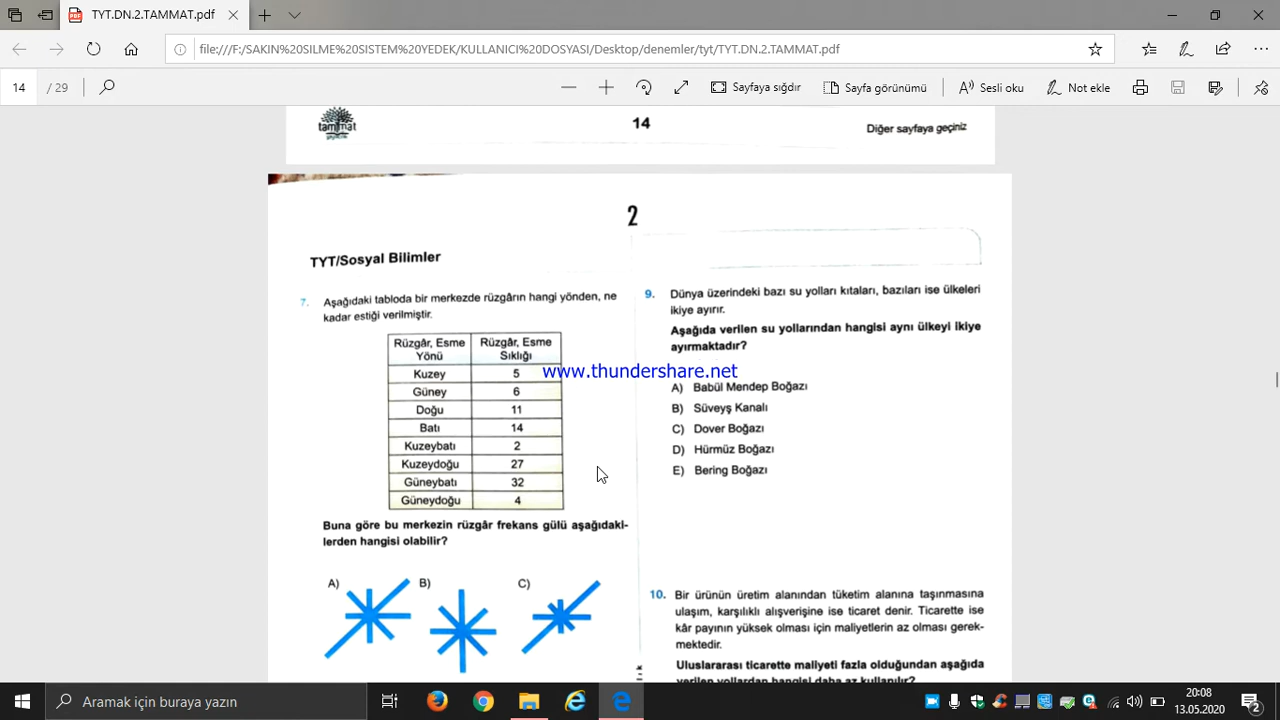 TYT.DN.2.TAMMAT.pdf
file:///F:/SAKIN%20SILME%20SISTEM%20YEDEK/KULLANICI%20DOSYASI/Desktop/denemler/tyt/TYT.DN.2.TAMMAT.pdf
14 / 29
Sayfaya sığdır
Sayfa görünümü
Sesli oku
Not ekle
tammat
14
Diğer sayfaya geçiniz
2
TYT/Sosyal Bilimler
7. Aşağıdaki tabloda bir merkezde rüzgârın hangi yönden, ne
kadar estiği verilmiştir.
Rüzgâr, Esme Yönü Rüzgâr, Esme Sıklığı
Kuzey 5
Güney 6
Doğu 11
Batı 14
Kuzeybatı 2
Kuzeydoğu 27
Güneybatı 32
Güneydoğu 4
Buna göre bu merkezin rüzgâr frekans gülü aşağıdaki-
lerden hangisi olabilir?
A) B) C)
www.thundershare.net
9. Dünya üzerindeki bazı su yolları kıtaları, bazıları ise ülkeleri
ikiye ayırır.
Aşağıda verilen su yollarından hangisi aynı ülkeyi ikiye
ayırmaktadır?
A) Babül Mendep Boğazı
B) Süveyş Kanalı
C) Dover Boğazı
D) Hürmüz Boğazı
E) Bering Boğazı
10. Bir ürünün üretim alanından tüketim alanına taşınmasına
ulaşım, karşılıklı alışverişine ise ticaret denir. Ticarette ise
kâr payının yüksek olması için maliyetlerin az olması gerek-
mektedir.
Uluslararası ticarette maliyeti fazla olduğundan aşağıda
verilen yollardan hangisi daha az kullanılır?
Aramak için buraya yazın
20:08
13.05.2020
2